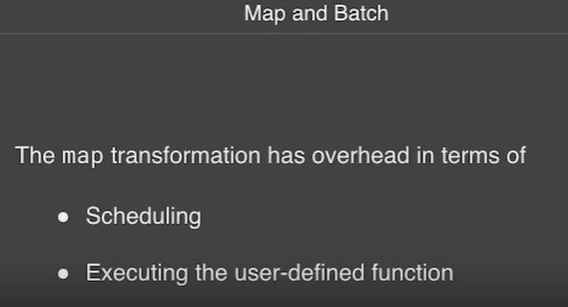 Map and Batch
The map transformation has overhead in terms of
• Scheduling
• Executing the user-defined function